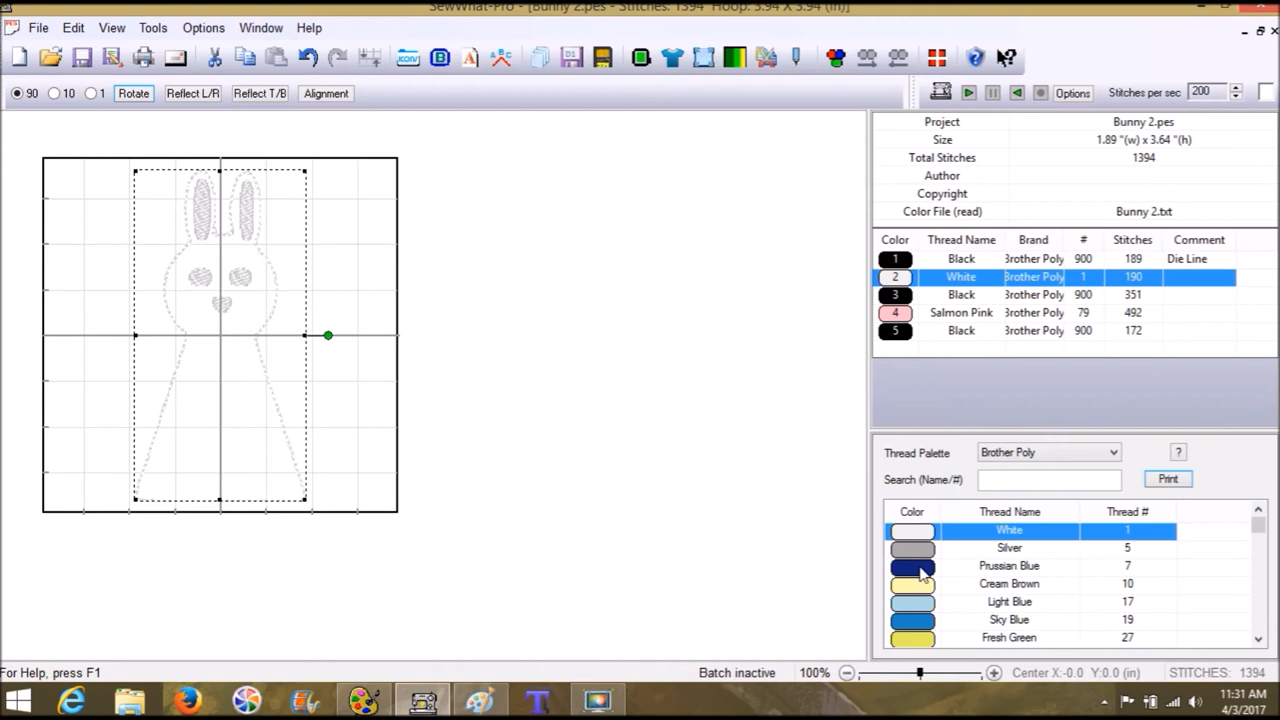 SewWhat-Pro - [Bunny 2.pes - Stitches: 1394 Hoop: 3.94 X 3.94 (in)]
File Edit View Tools Options Window Help
90 10 1 Rotate Reflect L/R Reflect T/B Alignment Options Stitches per sec 200
Project Bunny 2.pes
Size 1.89 "(w) x 3.64 "(h)
Total Stitches 1394
Author
Copyright
Color File (read) Bunny 2.txt
Color Thread Name Brand # Stitches Comment
1 Black Brother Poly 900 189 Die Line
2 White Brother Poly 1 190
3 Black Brother Poly 900 351
4 Salmon Pink Brother Poly 79 492
5 Black Brother Poly 900 172
Thread Palette Brother Poly ?
Search (Name/#) Print
Color Thread Name Thread #
White 1
Silver 5
Prussian Blue 7
Cream Brown 10
Light Blue 17
Sky Blue 19
Fresh Green 27
For Help, press F1 Batch inactive 100% Center X:-0.0 Y:0.0 (in) STITCHES: 1394
11:31 AM
4/3/2017